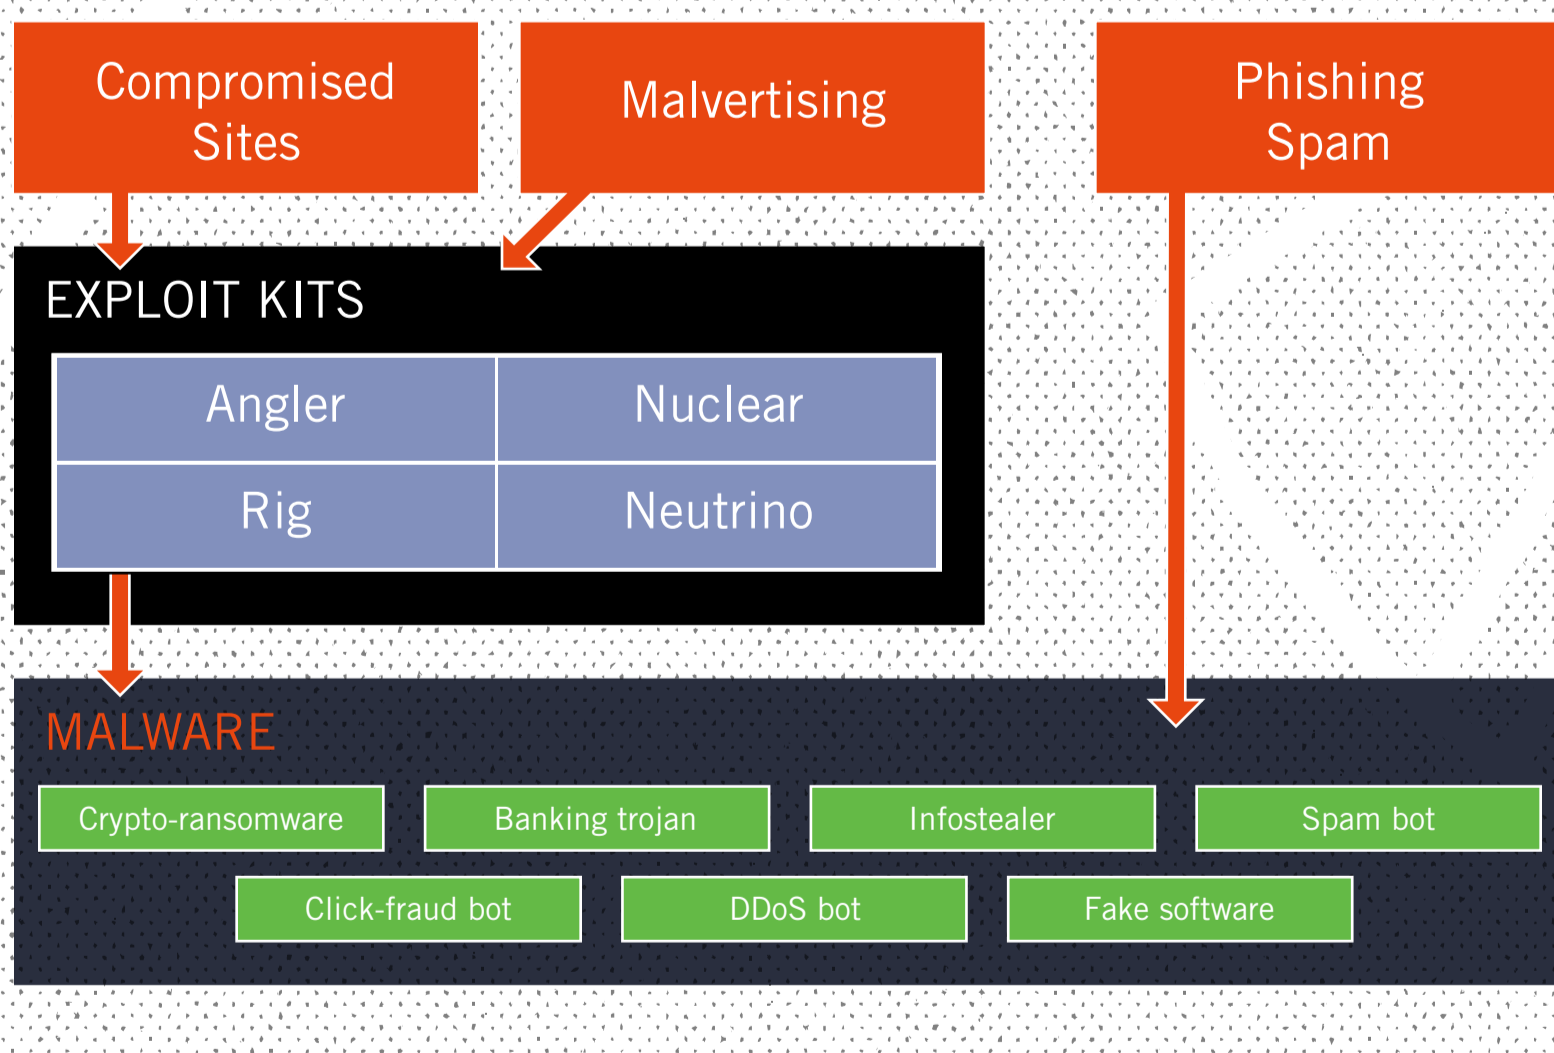 Compromised
Sites
Malvertising
Phishing
Spam
EXPLOIT KITS
Angler
Nuclear
Rig
Neutrino
MALWARE
Crypto-ransomware
Banking trojan
Infostealer
Spam bot
Click-fraud bot
DDoS bot
Fake software